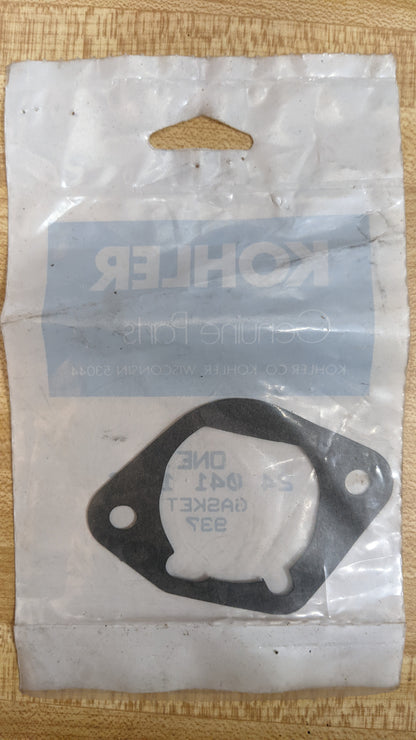 KOHLER
Genuine Parts
KOHLER CO. KOHLER, WISCONSIN 53044
ONE
24 041
GASKET
937